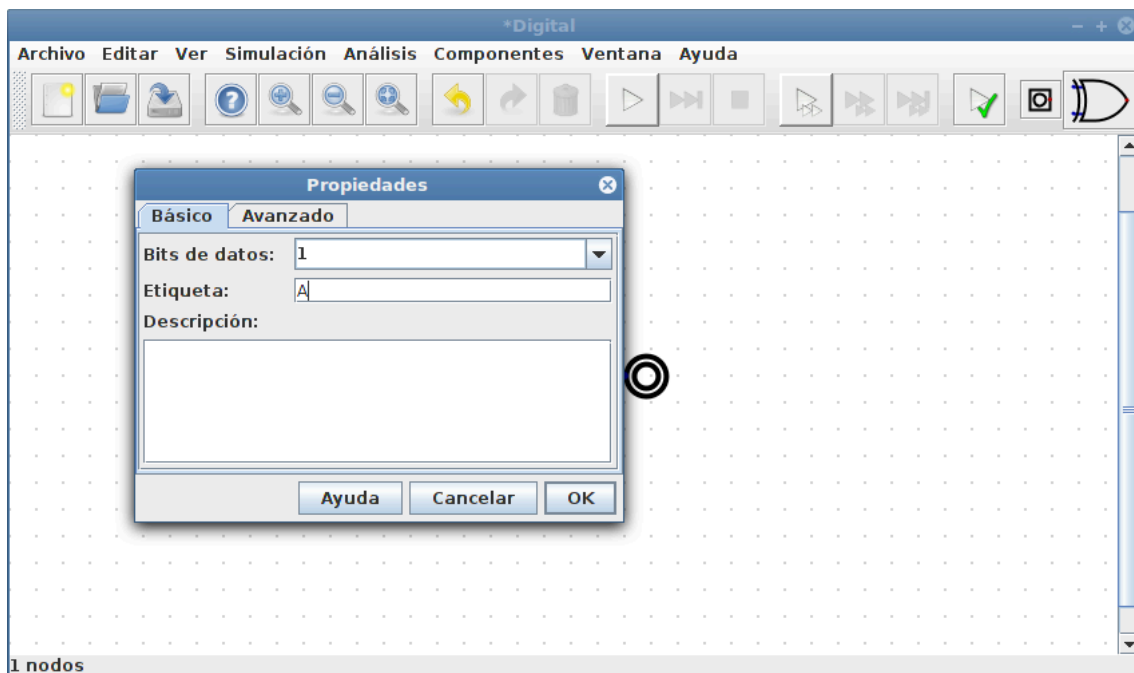 *Digital
Archivo Editar Ver Simulación Análisis Componentes Ventana Ayuda
Propiedades
Básico Avanzado
Bits de datos: 1
Etiqueta: A
Descripción:
Ayuda Cancelar OK
1 nodos